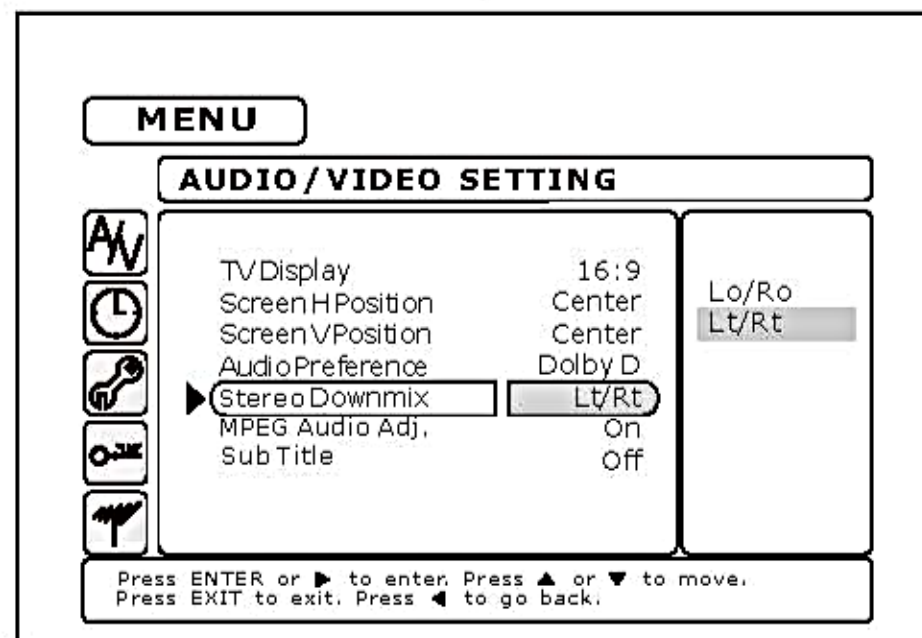 MENU
AUDIO/VIDEO SETTING
A/V
TV Display 16:9
Screen H Position Center
Screen V Position Center
Audio Preference Dolby D
Stereo Downmix Lt/Rt
MPEG Audio Adj. On
Sub Title Off
Lo/Ro
Lt/Rt
Press ENTER or ▶ to enter. Press ▲ or ▼ to move.
Press EXIT to exit. Press ◀ to go back.